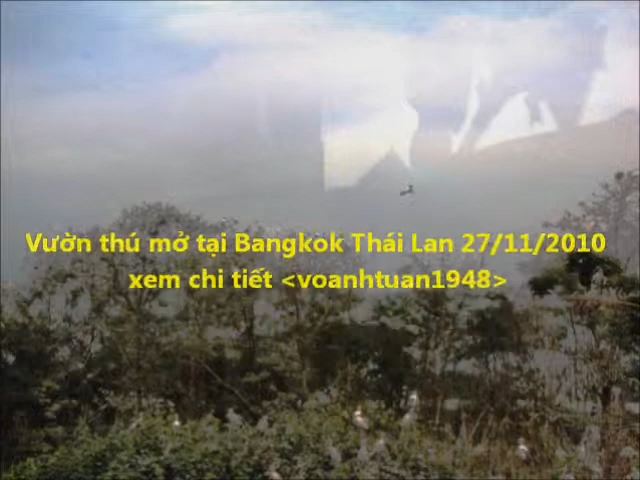 Vườn thú mở tại Bangkok Thái Lan 27/11/2010
xem chi tiết <voanhtuan1948>